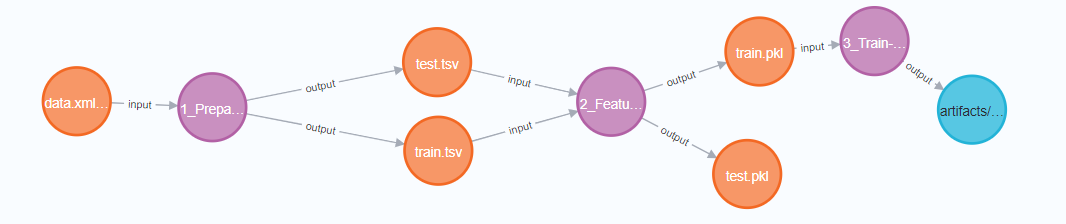 data.xml...
input
1_Prepa...
output
output
test.tsv
train.tsv
input
input
2_Featu...
output
output
train.pkl
test.pkl
input
3_Train-...
output
artifacts/...